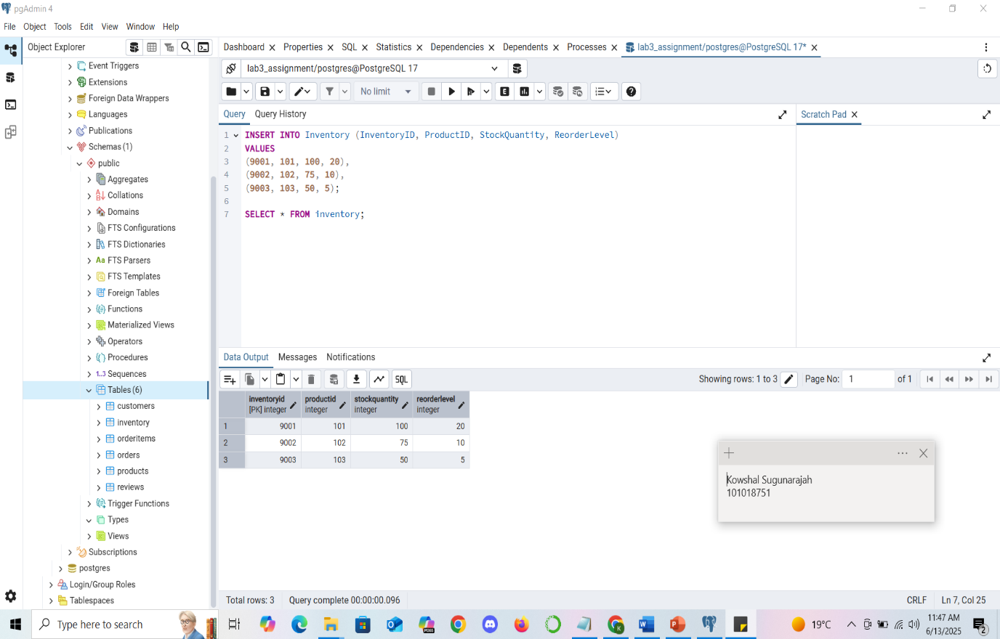 pgAdmin 4
File Object Tools Edit View Window Help
Object Explorer
Dashboard Properties SQL Statistics Dependencies Dependents Processes lab3_assignment/postgres@PostgreSQL 17*
Event Triggers
Extensions
Foreign Data Wrappers
Languages
Publications
Schemas (1)
public
Aggregates
Collations
Domains
FTS Configurations
FTS Dictionaries
Aa FTS Parsers
FTS Templates
Foreign Tables
Functions
Materialized Views
Operators
Procedures
1..3 Sequences
Tables (6)
customers
inventory
orderitems
orders
products
reviews
Trigger Functions
Types
Views
Subscriptions
postgres
Login/Group Roles
Tablespaces
lab3_assignment/postgres@PostgreSQL 17
No limit
E
Query Query History
Scratch Pad
1 INSERT INTO Inventory (InventoryID, ProductID, StockQuantity, ReorderLevel)
2 VALUES
3 (9001, 101, 100, 20),
4 (9002, 102, 75, 10),
5 (9003, 103, 50, 5);
6
7 SELECT * FROM inventory;
Data Output Messages Notifications
SQL
Showing rows: 1 to 3 Page No: 1 of 1
inventoryid productid stockquantity reorderlevel
[PK] integer integer integer integer
1 9001 101 100 20
2 9002 102 75 10
3 9003 103 50 5
Kowshal Sugunarajah
101018751
Total rows: 3 Query complete 00:00:00.096 CRLF Ln 7, Col 25
Type here to search
19°C
11:47 AM
6/13/2025
2